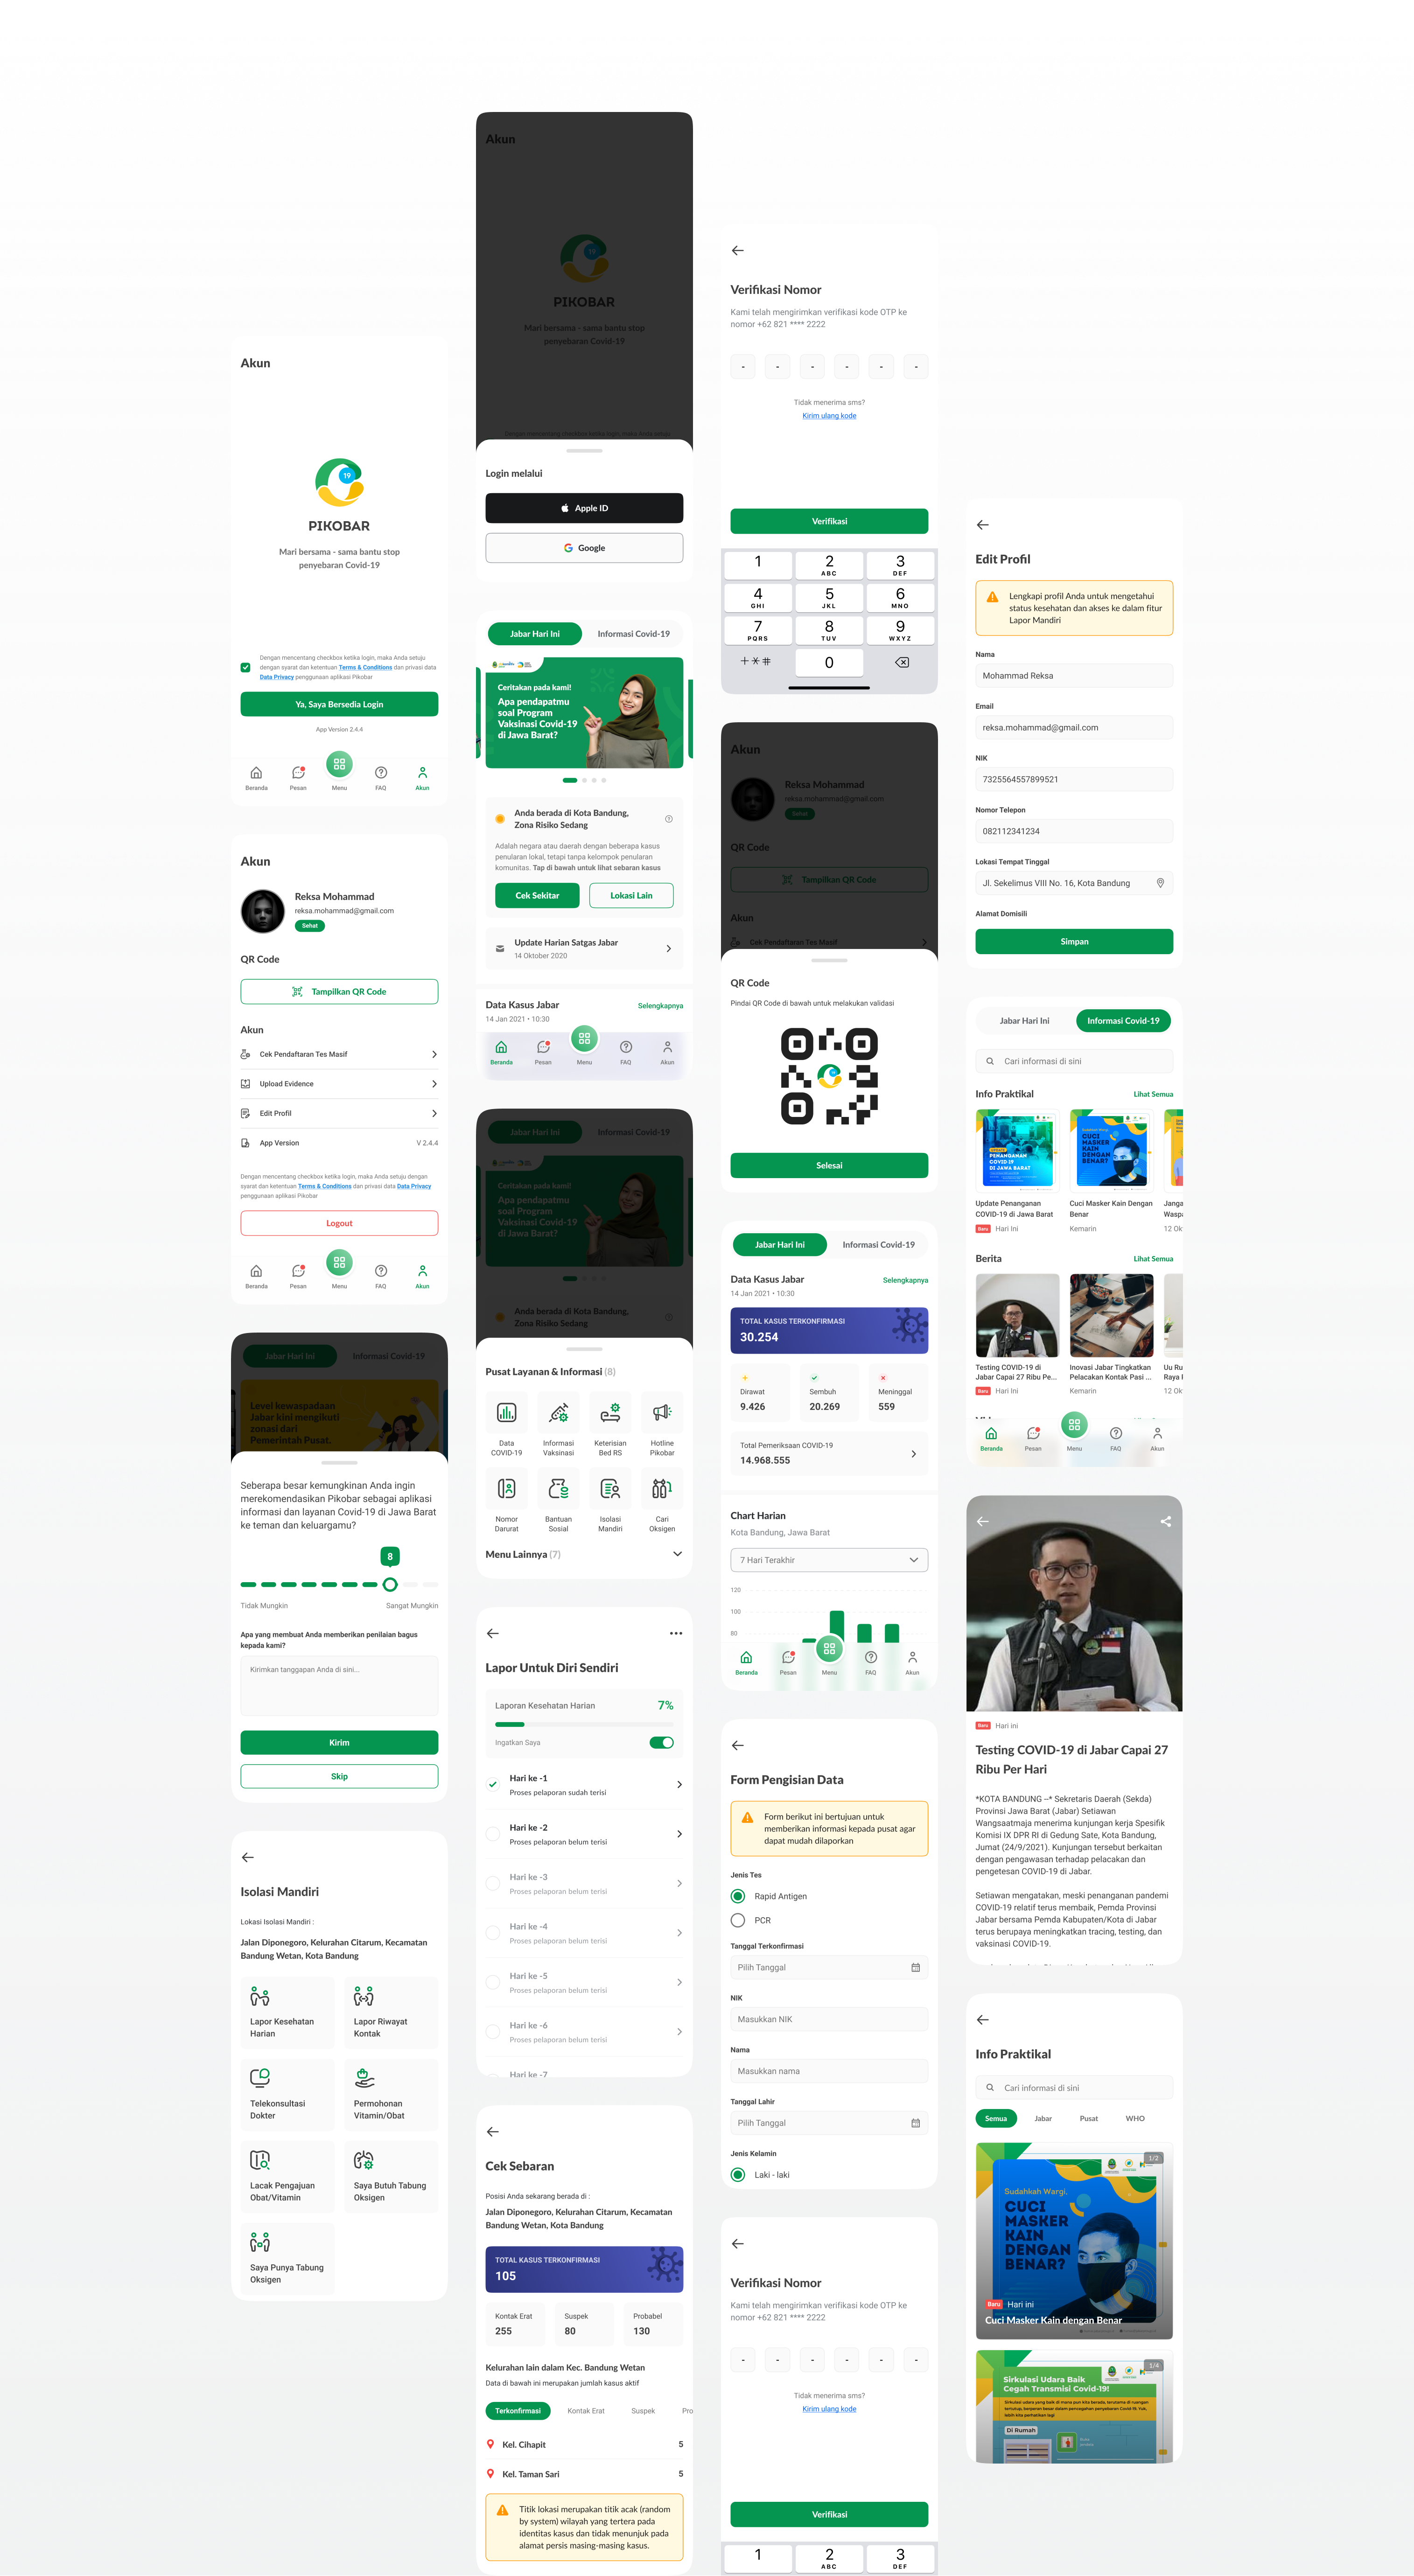 Akun
PIKOBAR
Mari bersama - sama bantu stop
penyebaran Covid-19
Dengan mencentang checkbox ketika login, maka Anda setuju
dengan syarat dan ketentuan Terms & Conditions dan privasi data
Data Privacy penggunaan aplikasi Pikobar
Ya, Saya Bersedia Login
App Version 2.4.4
Beranda
Pesan
Menu
FAQ
Akun
Akun
Reksa Mohammad
reksa.mohammad@gmail.com
Sehat
QR Code
Tampilkan QR Code
Akun
Cek Pendaftaran Tes Masif
Upload Evidence
Edit Profil
App Version V 2.4.4
Dengan mencentang checkbox ketika login, maka Anda setuju dengan
syarat dan ketentuan Terms & Conditions dan privasi data Data Privacy
penggunaan aplikasi Pikobar
Logout
Beranda
Pesan
Menu
FAQ
Akun
Jabar Hari Ini
Informasi Covid-19
Level kewaspadaan
Jabar kini mengikuti
zonasi dari
Pemerintah Pusat.
Seberapa besar kemungkinan Anda ingin
merekomendasikan Pikobar sebagai aplikasi
informasi dan layanan Covid-19 di Jawa Barat
ke teman dan keluargamu?
8
Tidak Mungkin
Sangat Mungkin
Apa yang membuat Anda memberikan penilaian bagus
kepada kami?
Kirimkan tanggapan Anda di sini...
Kirim
Skip
Isolasi Mandiri
Lokasi Isolasi Mandiri :
Jalan Diponegoro, Kelurahan Citarum, Kecamatan
Bandung Wetan, Kota Bandung
Lapor Kesehatan
Harian
Lapor Riwayat
Kontak
Telekonsultasi
Dokter
Permohonan
Vitamin/Obat
Lacak Pengajuan
Obat/Vitamin
Saya Butuh Tabung
Oksigen
Saya Punya Tabung
Oksigen
Akun
19
PIKOBAR
Mari bersama - sama bantu stop
penyebaran Covid-19
Login melalui
Apple ID
Google
Jabar Hari Ini
Informasi Covid-19
Ceritakan pada kami!
Apa pendapatmu
soal Program
Vaksinasi Covid-19
di Jawa Barat?
Anda berada di Kota Bandung,
Zona Risiko Sedang
Adalah negara atau daerah dengan beberapa kasus
penularan lokal, tetapi tanpa kelompok penularan
komunitas. Tap di bawah untuk lihat sebaran kasus
Cek Sekitar
Lokasi Lain
Update Harian Satgas Jabar
14 Oktober 2020
Data Kasus Jabar
Selengkapnya
14 Jan 2021 • 10:30
Beranda
Pesan
Menu
FAQ
Akun
Jabar Hari Ini
Informasi Covid-19
Ceritakan pada kami!
Apa pendapatmu
soal Program
Vaksinasi Covid-19
di Jawa Barat?
Anda berada di Kota Bandung,
Zona Risiko Sedang
Pusat Layanan & Informasi (8)
Data
COVID-19
Informasi
Vaksinasi
Keterisian
Bed RS
Hotline
Pikobar
Nomor
Darurat
Bantuan
Sosial
Isolasi
Mandiri
Cari
Oksigen
Menu Lainnya (7)
Lapor Untuk Diri Sendiri
Laporan Kesehatan Harian
7%
Ingatkan Saya
Hari ke -1
Proses pelaporan sudah terisi
Hari ke -2
Proses pelaporan belum terisi
Hari ke -3
Proses pelaporan belum terisi
Hari ke -4
Proses pelaporan belum terisi
Hari ke -5
Proses pelaporan belum terisi
Hari ke -6
Proses pelaporan belum terisi
Hari ke -7
Cek Sebaran
Posisi Anda sekarang berada di :
Jalan Diponegoro, Kelurahan Citarum, Kecamatan
Bandung Wetan, Kota Bandung
TOTAL KASUS TERKONFIRMASI
105
Kontak Erat
255
Suspek
80
Probabel
130
Kelurahan lain dalam Kec. Bandung Wetan
Data di bawah ini merupakan jumlah kasus aktif
Terkonfirmasi
Kontak Erat
Suspek
Pro
Kel. Cihapit 5
Kel. Taman Sari 5
Titik lokasi merupakan titik acak (random
by system) wilayah yang tertera pada
identitas kasus dan tidak menunjuk pada
alamat persis masing-masing kasus.
Verifikasi Nomor
Kami telah mengirimkan verifikasi kode OTP ke
nomor +62 821 **** 2222
- - - - - -
Tidak menerima sms?
Kirim ulang kode
Verifikasi
1
2 ABC
3 DEF
4 GHI
5 JKL
6 MNO
7 PQRS
8 TUV
9 WXYZ
+*#
0
Akun
Reksa Mohammad
reksa.mohammad@gmail.com
Sehat
QR Code
Tampilkan QR Code
Akun
Cek Pendaftaran Tes Masif
QR Code
Pindai QR Code di bawah untuk melakukan validasi
Selesai
Jabar Hari Ini
Informasi Covid-19
Data Kasus Jabar
Selengkapnya
14 Jan 2021 • 10:30
TOTAL KASUS TERKONFIRMASI
30.254
Dirawat
9.426
Sembuh
20.269
Meninggal
559
Total Pemeriksaan COVID-19
14.968.555
Chart Harian
Kota Bandung, Jawa Barat
7 Hari Terakhir
120
100
80
Beranda
Pesan
Menu
FAQ
Akun
Form Pengisian Data
Form berikut ini bertujuan untuk
memberikan informasi kepada pusat agar
dapat mudah dilaporkan
Jenis Tes
Rapid Antigen
PCR
Tanggal Terkonfirmasi
Pilih Tanggal
NIK
Masukkan NIK
Nama
Masukkan nama
Tanggal Lahir
Pilih Tanggal
Jenis Kelamin
Laki - laki
Verifikasi Nomor
Kami telah mengirimkan verifikasi kode OTP ke
nomor +62 821 **** 2222
- - - - - -
Tidak menerima sms?
Kirim ulang kode
Verifikasi
1
2 ABC
3 DEF
Edit Profil
Lengkapi profil Anda untuk mengetahui
status kesehatan dan akses ke dalam fitur
Lapor Mandiri
Nama
Mohammad Reksa
Email
reksa.mohammad@gmail.com
NIK
7325564557899521
Nomor Telepon
082112341234
Lokasi Tempat Tinggal
Jl. Sekelimus VIII No. 16, Kota Bandung
Alamat Domisili
Simpan
Jabar Hari Ini
Informasi Covid-19
Cari informasi di sini
Info Praktikal
Lihat Semua
PENANGANAN
COVID 19
DI JAWA BARAT
CUCI
MASKER
KAIN
DENGAN
BENAR?
Update Penanganan
COVID-19 di Jawa Barat
Baru Hari Ini
Cuci Masker Kain Dengan
Benar
Kemarin
Janga
Wasp
12 Ok
Berita
Lihat Semua
Testing COVID-19 di
Jabar Capai 27 Ribu Pe...
Baru Hari Ini
Inovasi Jabar Tingkatkan
Pelacakan Kontak Pasi ...
Kemarin
Uu Ru
Raya
12 Ok
Beranda
Pesan
Menu
FAQ
Akun
Baru Hari ini
Testing COVID-19 di Jabar Capai 27
Ribu Per Hari
*KOTA BANDUNG --* Sekretaris Daerah (Sekda)
Provinsi Jawa Barat (Jabar) Setiawan
Wangsaatmaja menerima kunjungan kerja Spesifik
Komisi IX DPR RI di Gedung Sate, Kota Bandung,
Jumat (24/9/2021). Kunjungan tersebut berkaitan
dengan pengawasan terhadap pelacakan dan
pengetesan COVID-19 di Jabar.
Setiawan mengatakan, meski penanganan pandemi
COVID-19 relatif terus membaik, Pemda Provinsi
Jabar bersama Pemda Kabupaten/Kota di Jabar
terus berupaya meningkatkan tracing, testing, dan
vaksinasi COVID-19.
Info Praktikal
Cari informasi di sini
Semua
Jabar
Pusat
WHO
1/2
Sudahkah Wargi,
CUCI
MASKER
KAIN
DENGAN
BENAR?
Baru Hari ini
Cuci Masker Kain dengan Benar
1/4
Sirkulasi Udara Baik
Cegah Transmisi Covid-19!
Di Rumah